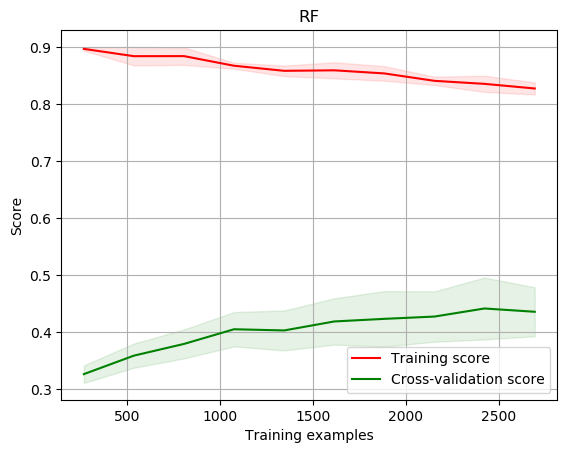 RF
0.9
0.8
0.7
0.6
0.5
0.4
0.3
Score
500
1000
1500
2000
2500
Training examples
Training score
Cross-validation score